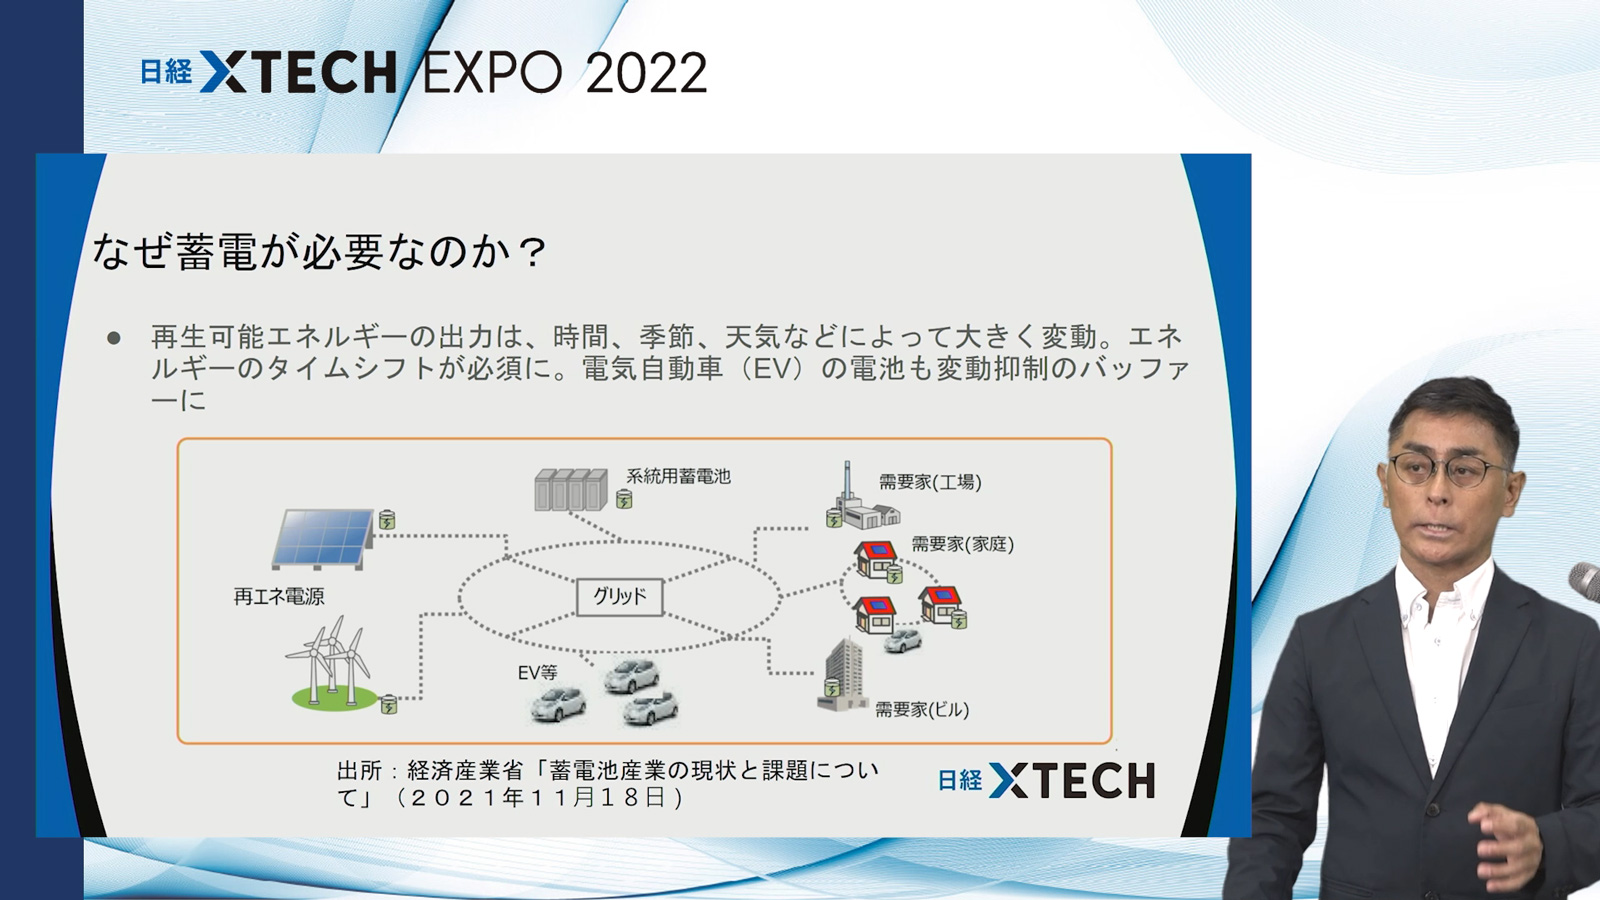 日経 XTECH EXPO 2022
なぜ蓄電が必要なのか？
● 再生可能エネルギーの出力は、時間、季節、天気などによって大きく変動。エネ
ルギーのタイムシフトが必須に。電気自動車（EV）の電池も変動抑制のバッファ
ーに
系統用蓄電池
需要家(工場)
需要家(家庭)
再エネ電源
グリッド
EV等
需要家(ビル)
出所：経済産業省「蓄電池産業の現状と課題につい
て」（２０２１年１１月１８日）
日経 XTECH